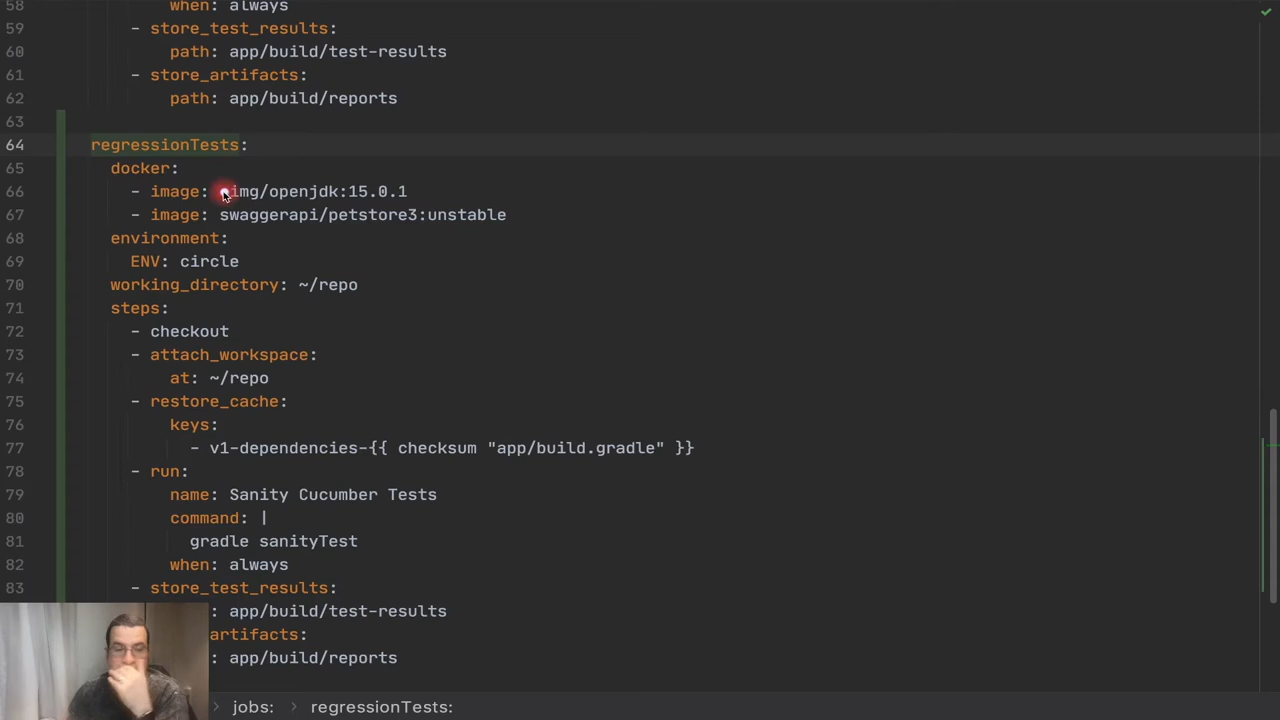 58 when: always
59 - store_test_results:
60 path: app/build/test-results
61 - store_artifacts:
62 path: app/build/reports
63
64 regressionTests:
65 docker:
66 - image: img/openjdk:15.0.1
67 - image: swaggerapi/petstore3:unstable
68 environment:
69 ENV: circle
70 working_directory: ~/repo
71 steps:
72 - checkout
73 - attach_workspace:
74 at: ~/repo
75 - restore_cache:
76 keys:
77 - v1-dependencies-{{ checksum "app/build.gradle" }}
78 - run:
79 name: Sanity Cucumber Tests
80 command: |
81 gradle sanityTest
82 when: always
83 - store_test_results:
: app/build/test-results
artifacts:
: app/build/reports
› jobs: › regressionTests: